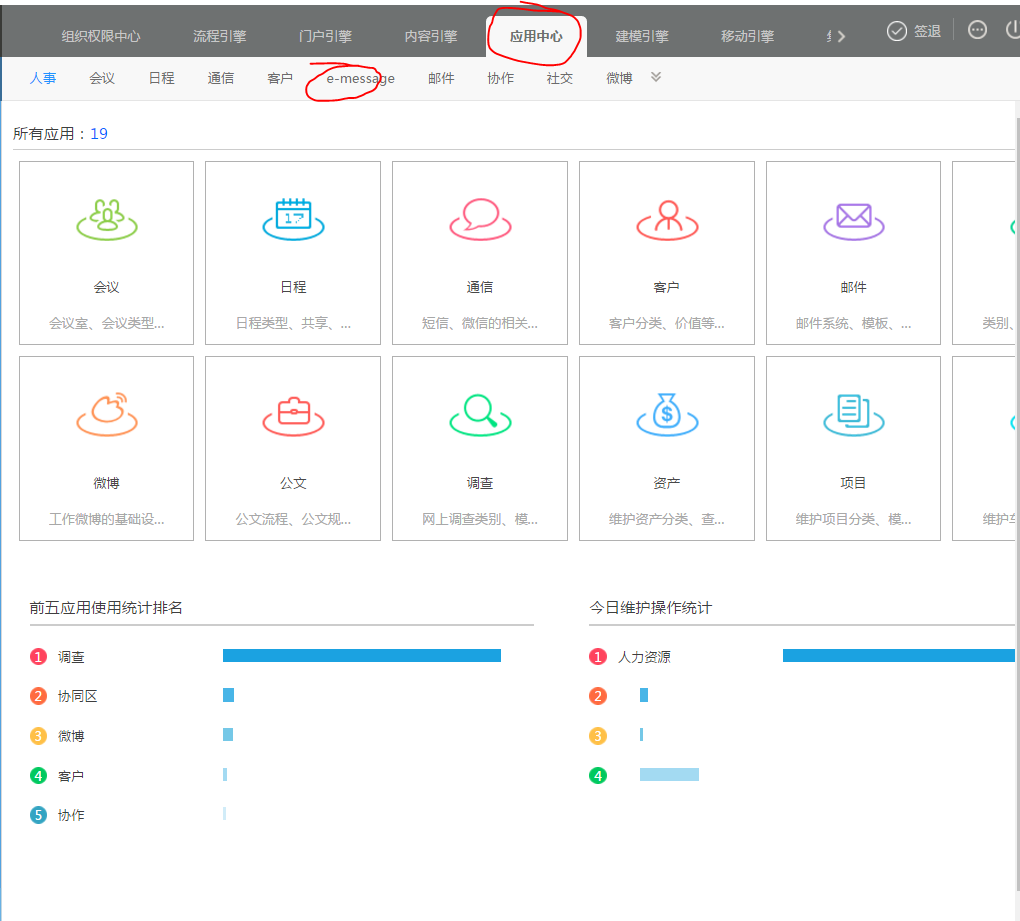 组织权限中心 流程引擎 门户引擎 内容引擎 应用中心 建模引擎 移动引擎 签退
人事 会议 日程 通信 客户 e-message 邮件 协作 社交 微博
所有应用：19
17
会议 日程 通信 客户 邮件
会议室、会议类型... 日程类型、共享、... 短信、微信的相关... 客户分类、价值等... 邮件系统、模板、... 类别、
$
微博 公文 调查 资产 项目
工作微博的基础设... 公文流程、公文规... 网上调查类别、模... 维护资产分类、查... 维护项目分类、模... 维护
前五应用使用统计排名 今日维护操作统计
1 调查 1 人力资源
2 协同区 2
3 微博 3
4 客户 4
5 协作